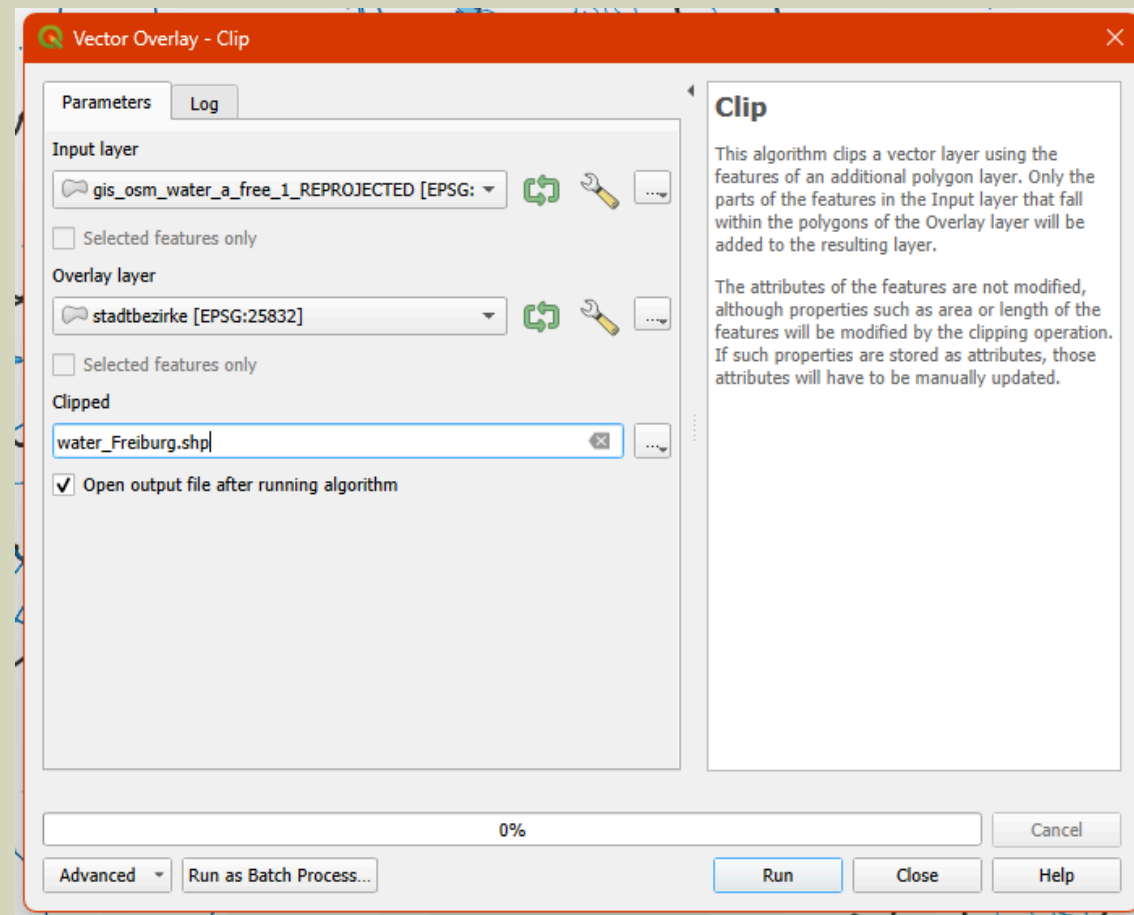 Vector Overlay - Clip
Parameters
Log
Input layer
gis_osm_water_a_free_1_REPROJECTED [EPSG:
...
Selected features only
Overlay layer
stadtbezirke [EPSG:25832]
...
Selected features only
Clipped
water_Freiburg.shp
...
Open output file after running algorithm
Clip
This algorithm clips a vector layer using the
features of an additional polygon layer. Only the
parts of the features in the Input layer that fall
within the polygons of the Overlay layer will be
added to the resulting layer.
The attributes of the features are not modified,
although properties such as area or length of the
features will be modified by the clipping operation.
If such properties are stored as attributes, those
attributes will have to be manually updated.
0%
Cancel
Advanced
Run as Batch Process...
Run
Close
Help